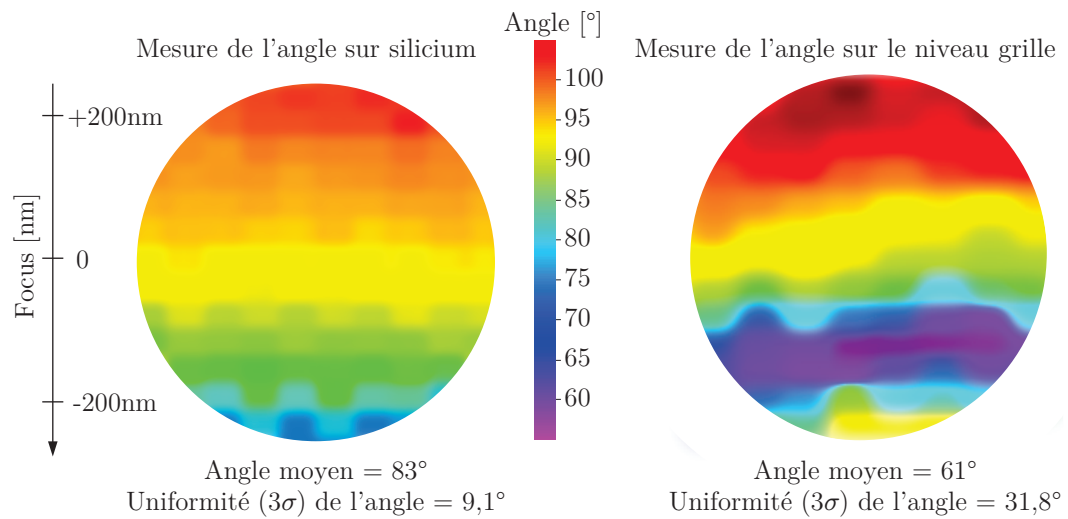 Mesure de l'angle sur silicium
Angle [°]
Mesure de l'angle sur le niveau grille
Focus [nm]
+200nm
0
-200nm
100
95
90
85
80
75
70
65
60
Angle moyen = 83°
Uniformité (3σ) de l'angle = 9,1°
Angle moyen = 61°
Uniformité (3σ) de l'angle = 31,8°